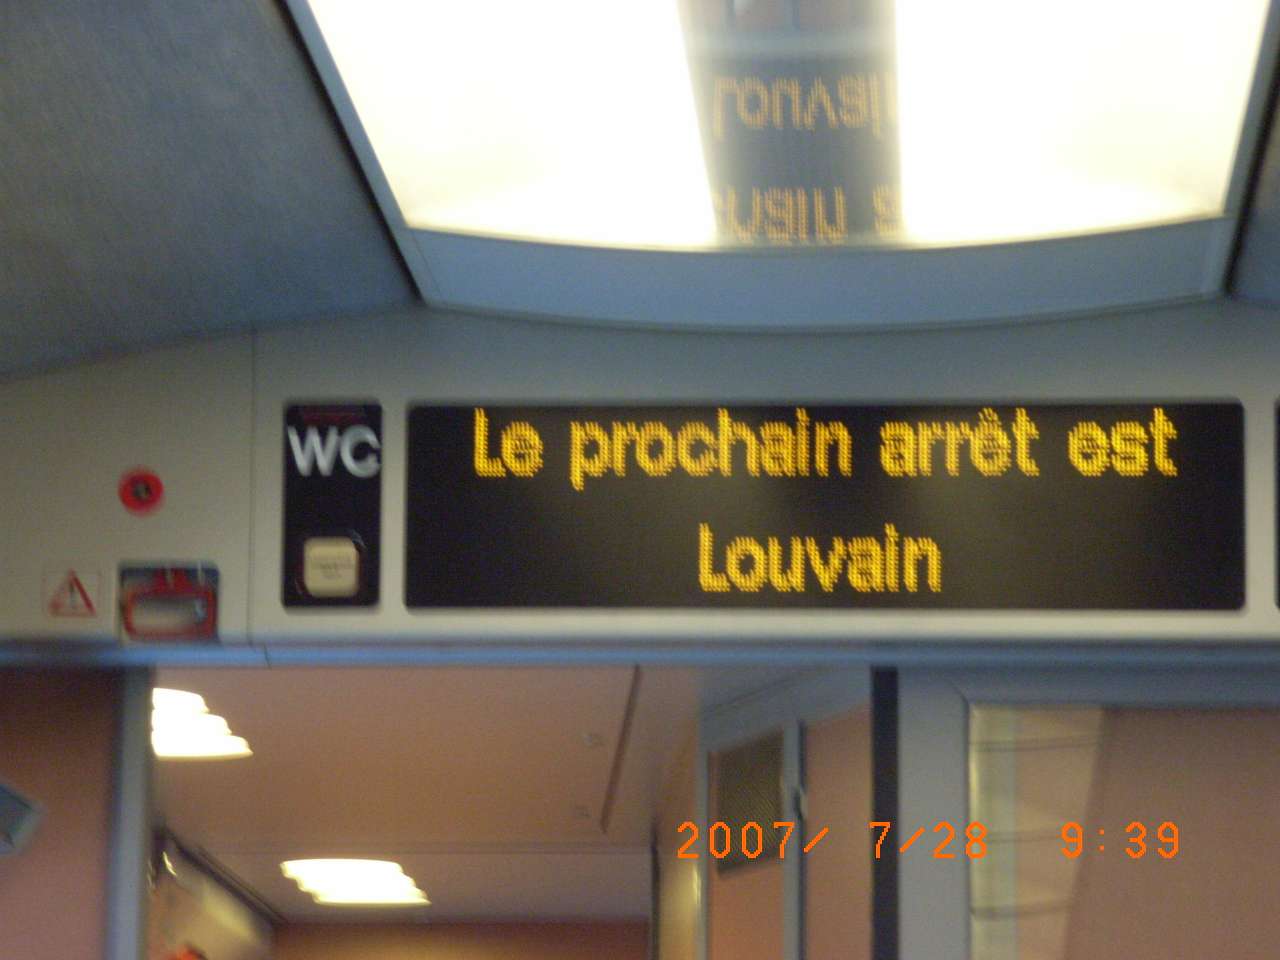 WC
Le prochain arrêt est
Louvain
2007/ 7/28 9:39